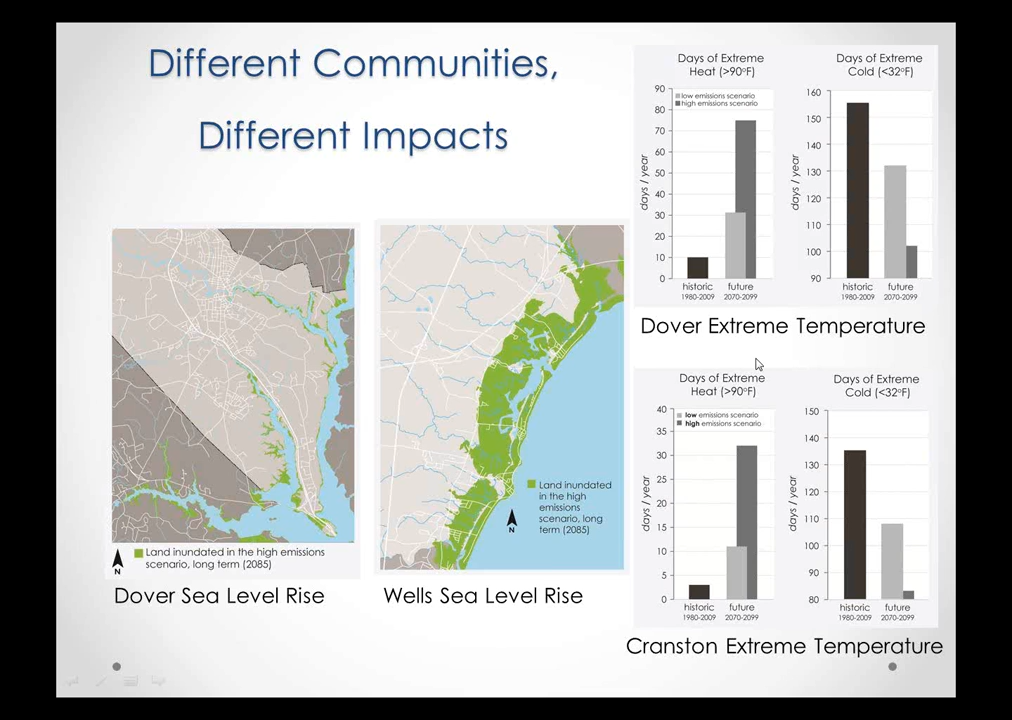 Different Communities,
Different Impacts
Land inundated in the high emissions
scenario, long term (2085)
N
Dover Sea Level Rise
Land inundated
in the high
emissions
scenario, long
term (2085)
N
Wells Sea Level Rise
Days of Extreme
Heat (>90°F)
low emissions scenario
high emissions scenario
90
80
70
60
50
40
30
20
10
0
days / year
historic
1980-2009
future
2070-2099
Days of Extreme
Cold (<32°F)
160
150
140
130
120
110
100
90
days / year
historic
1980-2009
future
2070-2099
Dover Extreme Temperature
Days of Extreme
Heat (>90°F)
low emissions scenario
high emissions scenario
40
35
30
25
20
15
10
5
0
days / year
historic
1980-2009
future
2070-2099
Days of Extreme
Cold (<32°F)
150
140
130
120
110
100
90
80
days / year
historic
1980-2009
future
2070-2099
Cranston Extreme Temperature